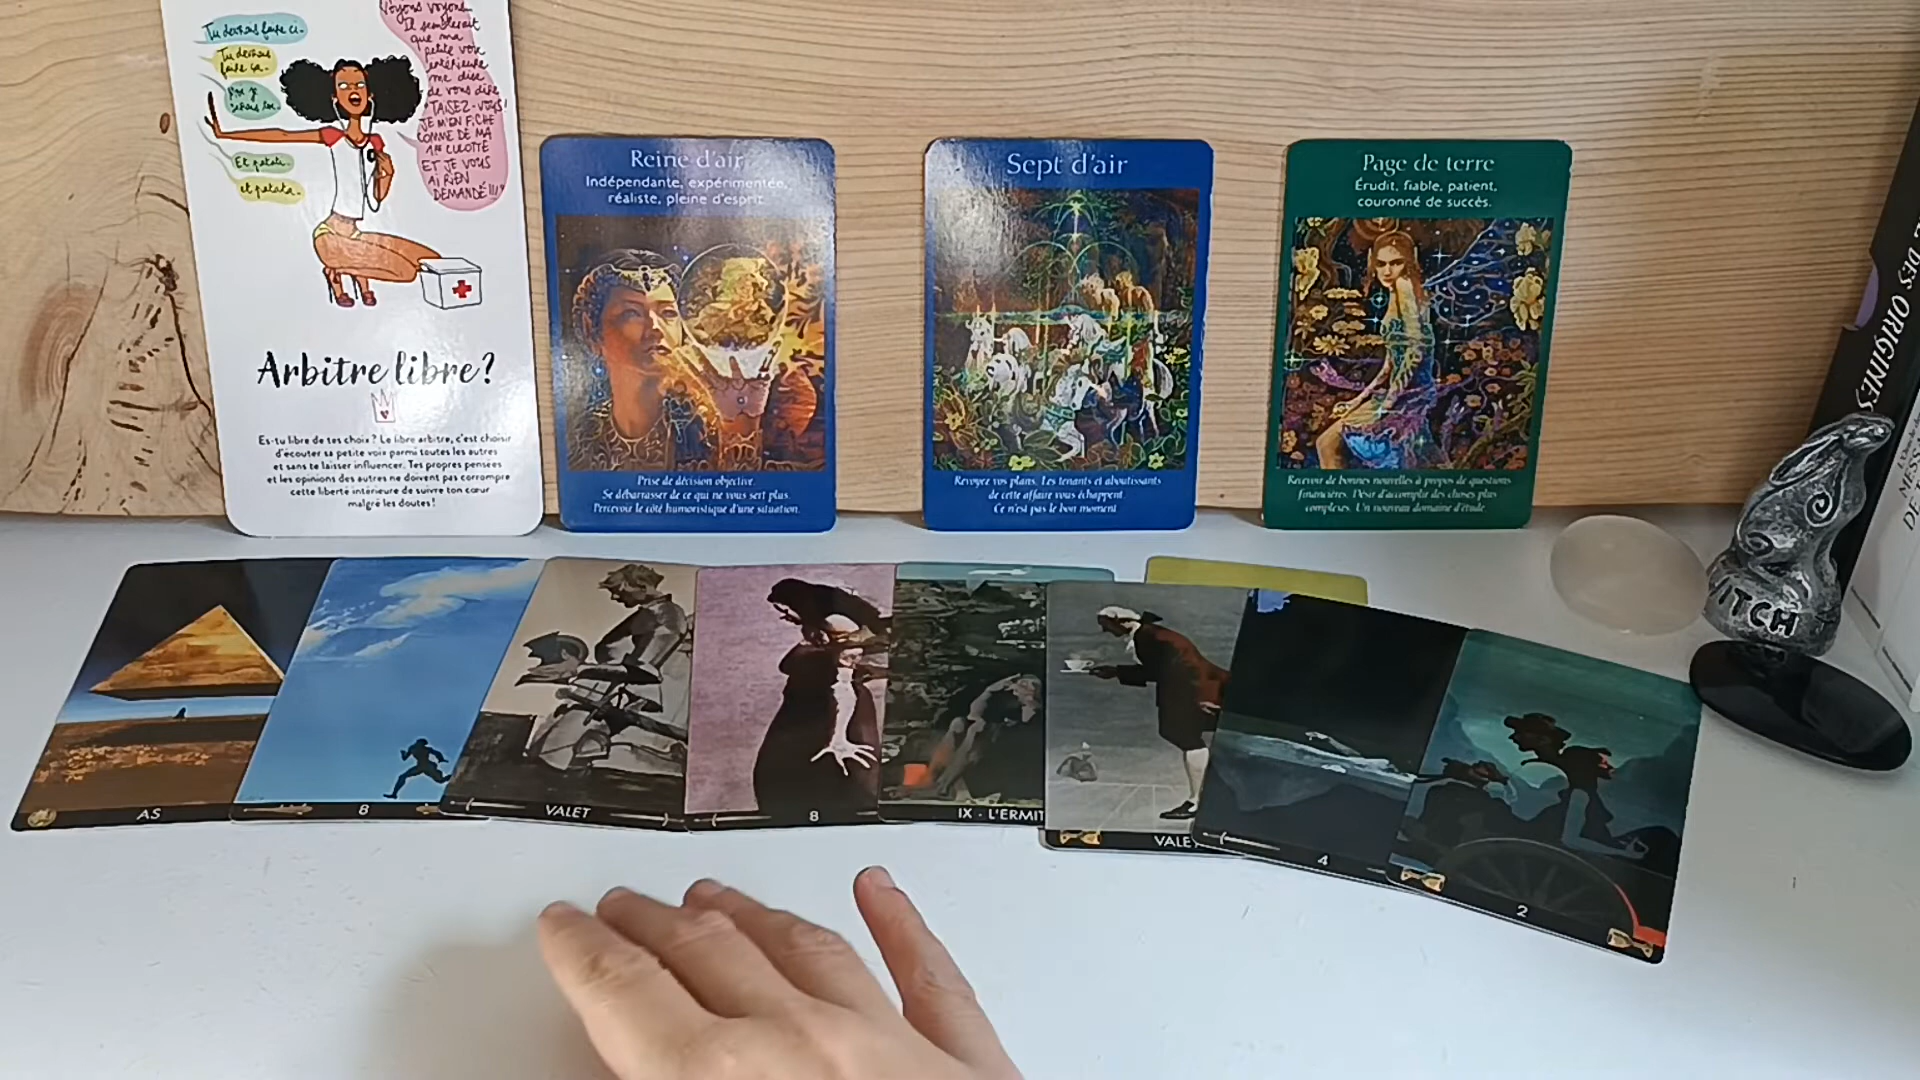 Tu devrais faire ci.
Tu devrais
faire ça.
Et patati.
et patata.
Voyons voyons
Il semblerait
que ma
petite voix
intérieure
me dise
de vous dire
"TAISEZ-VOUS!
JE M'EN FICHE
COMME DE MA
1ÈRE CULOTTE
ET JE VOUS
AI RIEN
DEMANDÉ!!!!"
Arbitre libre?
Es-tu libre de tes choix? Le libre arbitre, c'est choisir
d'écouter sa petite voix parmi toutes les autres
et sans te laisser influencer. Tes propres pensées
et les opinions des autres ne doivent pas corrompre
cette liberté intérieure de suivre ton cœur
malgré les doutes!
Reine d'air
Indépendante, expérimentée,
réaliste, pleine d'esprit.
Prise de décision objective.
Se débarrasser de ce qui ne vous sert plus.
Percevoir le côté humoristique d'une situation.
Sept d'air
Revoyez vos plans. Les tenants et aboutissants
de cette affaire vous échappent.
Ce n'est pas le bon moment.
Page de terre
Érudit, fiable, patient,
couronné de succès.
Recevoir de bonnes nouvelles à propos de questions
financières. Désir d'accomplir des choses plus
complexes. Un nouveau domaine d'étude.
DES ORIGINES
WITCH
AS
8
VALET
8
IX - L'ERMIT
VALE
4
2